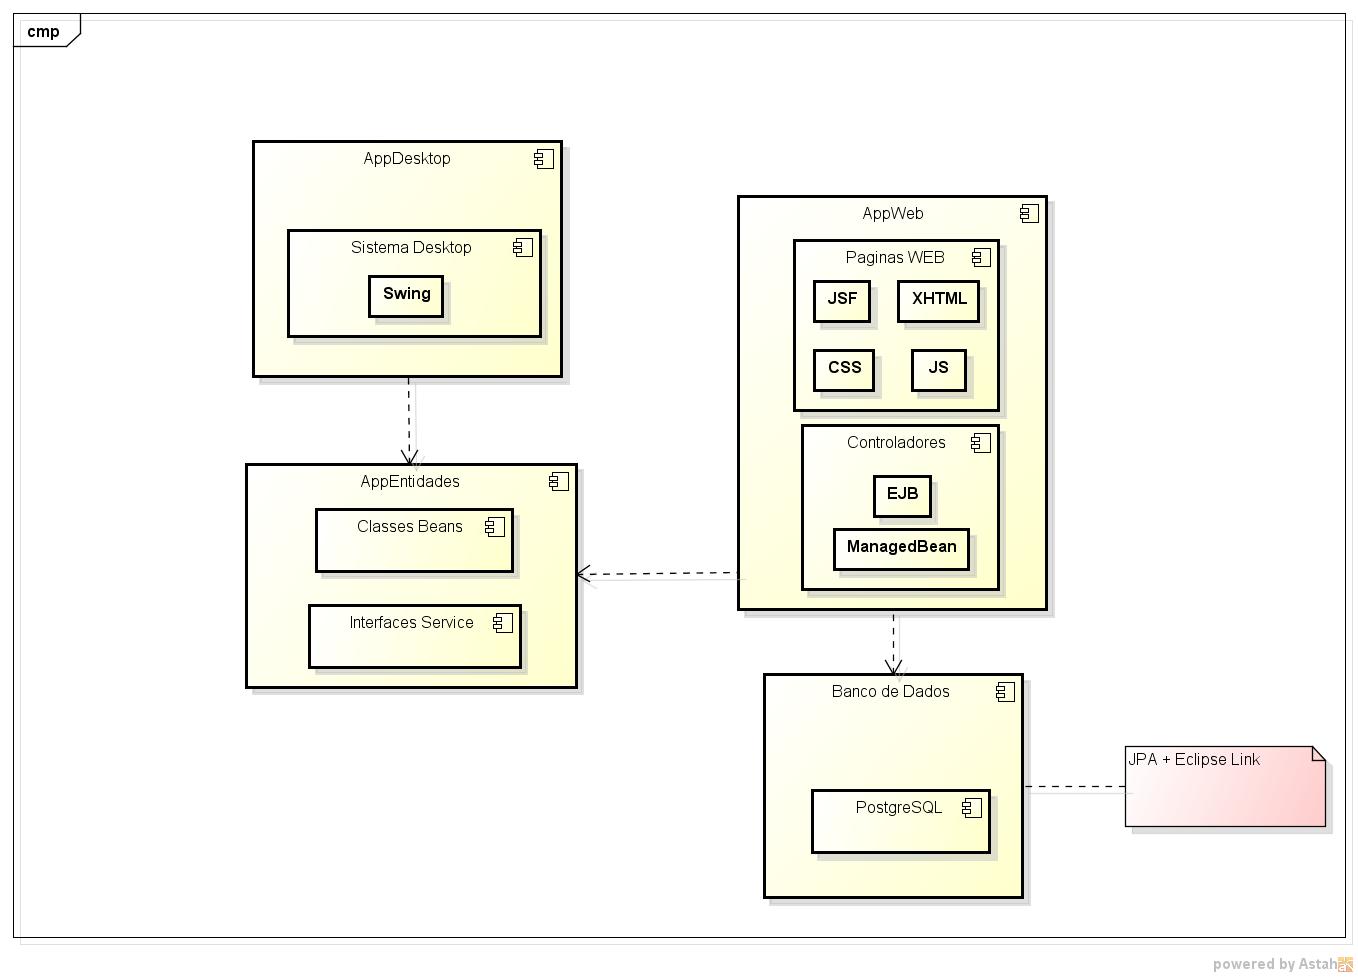 cmp
AppDesktop
Sistema Desktop
Swing
AppEntidades
Classes Beans
Interfaces Service
AppWeb
Paginas WEB
JSF
XHTML
CSS
JS
Controladores
EJB
ManagedBean
Banco de Dados
PostgreSQL
JPA + Eclipse Link
powered by Astah